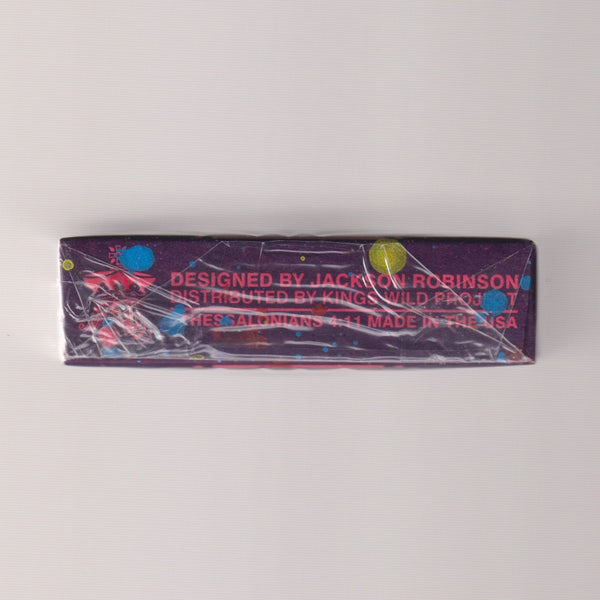 DESIGNED BY JACKSON ROBINSON
DISTRIBUTED BY KINGS WILD PROJECT
THESSALONIANS 4:11 MADE IN THE USA